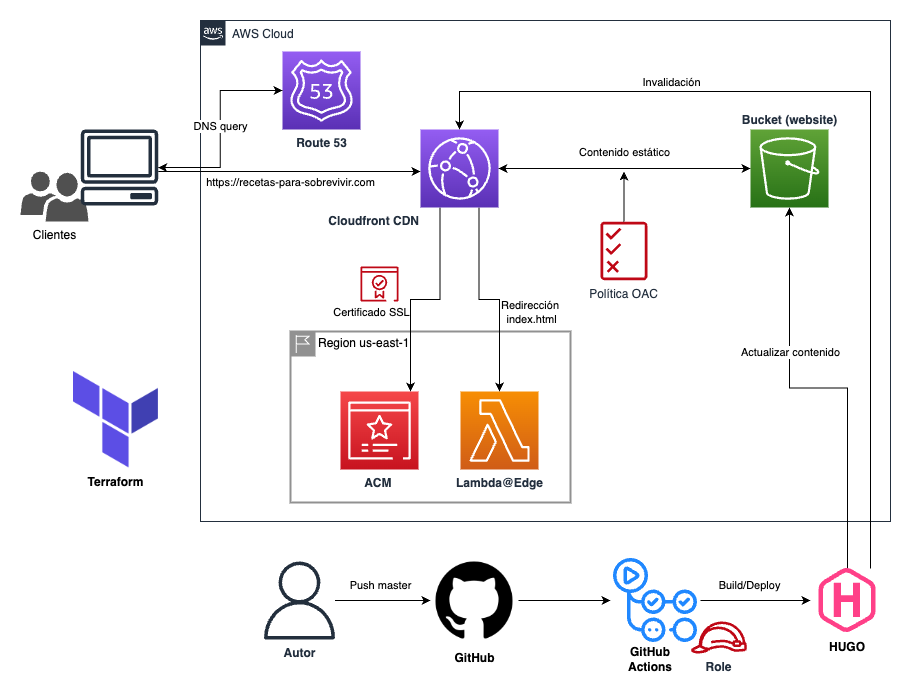 aws
AWS Cloud
53
Route 53
DNS query
Invalidación
Bucket (website)
Contenido estático
https://recetas-para-sobrevivir.com
Cloudfront CDN
Clientes
Política OAC
Certificado SSL
Redirección
index.html
Region us-east-1
Actualizar contenido
ACM
Lambda@Edge
Terraform
Push master
Build/Deploy
Autor
GitHub
GitHub
Actions
Role
HUGO